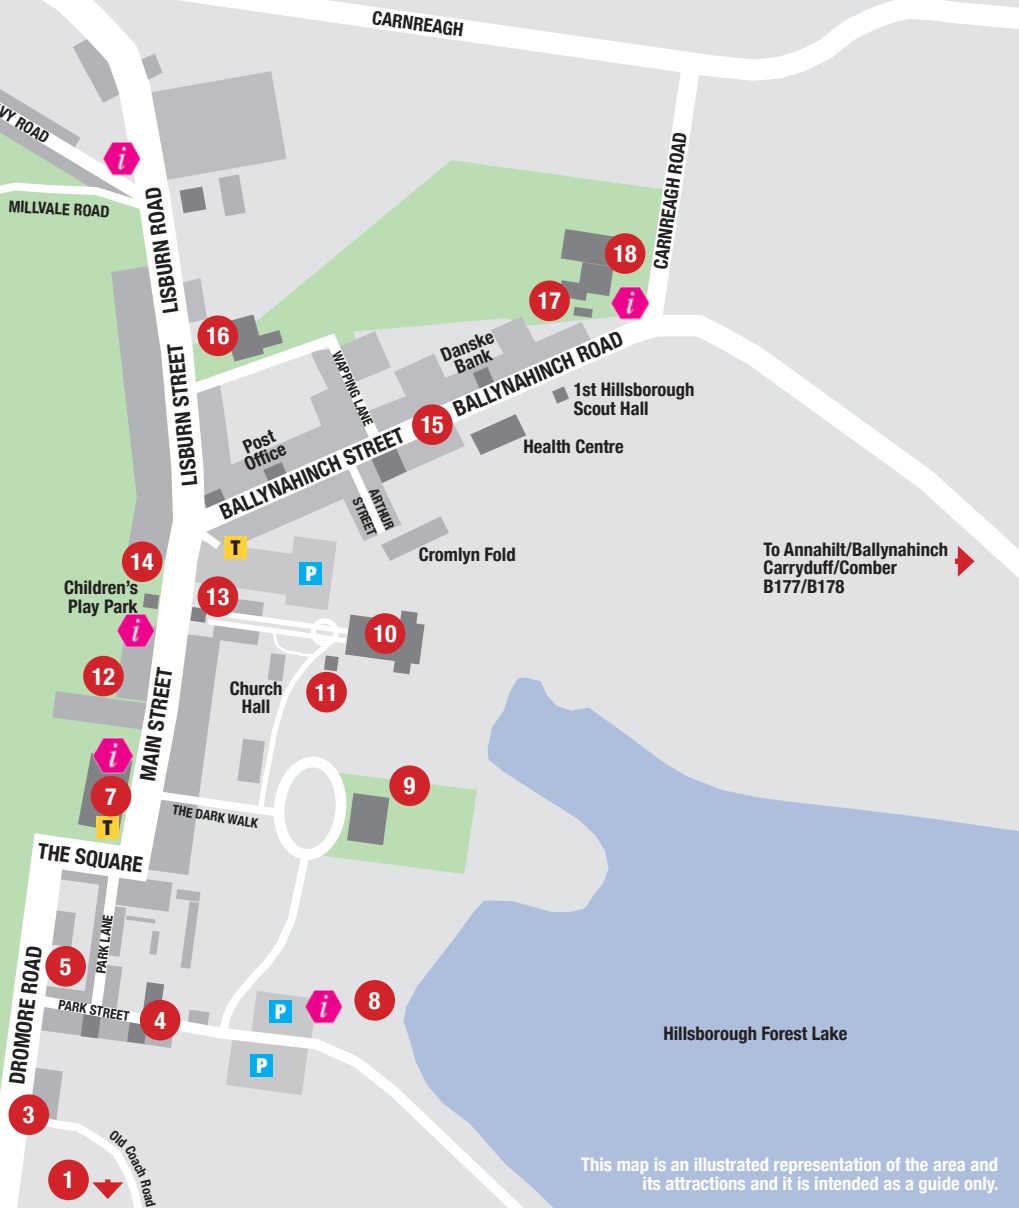 CARNREAGH
VY ROAD
i
MILLVALE ROAD
LISBURN ROAD
CARNREAGH ROAD
18
17
i
16
LISBURN STREET
WAPPING LANE
Danske
Bank
BALLYNAHINCH ROAD
1st Hillsborough
Scout Hall
15
Health Centre
Post
Office
BALLYNAHINCH STREET
ARTHUR
STREET
Cromlyn Fold
T
P
To Annahilt/Ballynahinch
Carryduff/Comber
B177/B178
14
Children's
Play Park
13
i
10
12
11
Church
Hall
MAIN STREET
i
7
T
9
THE DARK WALK
THE SQUARE
PARK LANE
5
DROMORE ROAD
PARK STREET
4
P
i
8
P
Hillsborough Forest Lake
3
Old Coach Road
1
This map is an illustrated representation of the area and
its attractions and it is intended as a guide only.